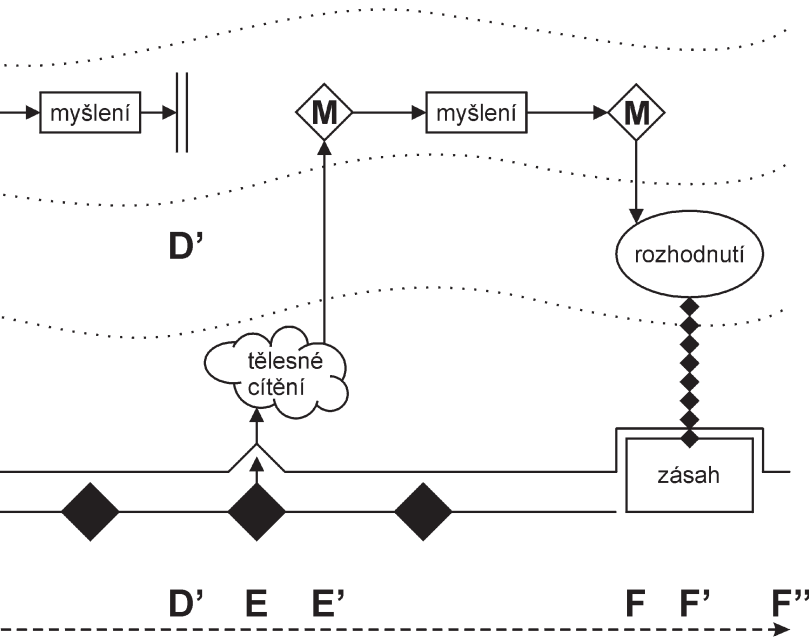 myšlení
M
myšlení
M
D’
rozhodnutí
tělesné
cítění
zásah
D’ E E’ F F’ F’’